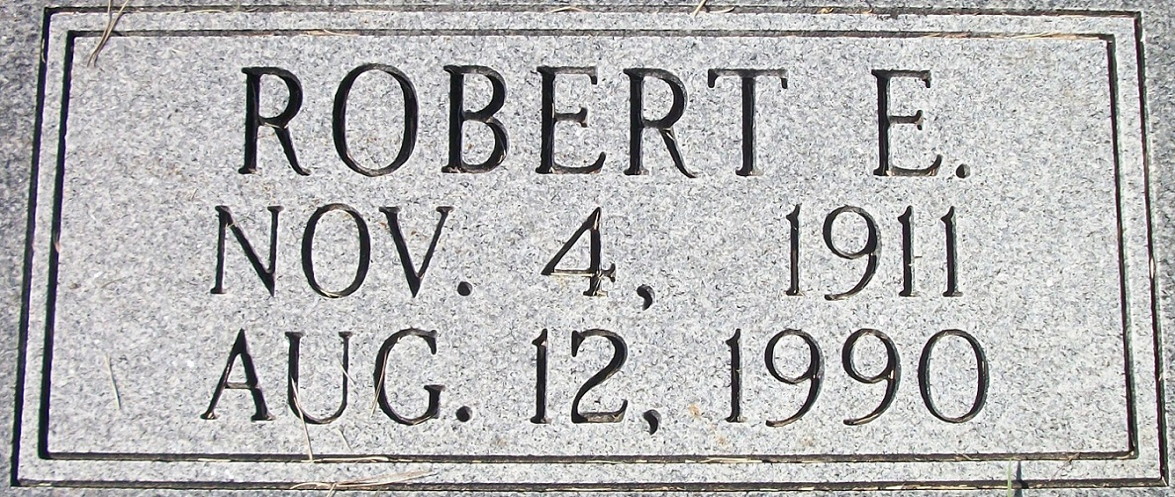 ROBERT E.
NOV. 4, 1911
AUG. 12, 1990